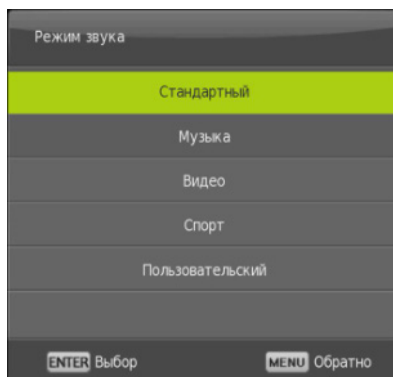 Режим звука
Стандартный
Музыка
Видео
Спорт
Пользовательский
ENTER Выбор MENU Обратно